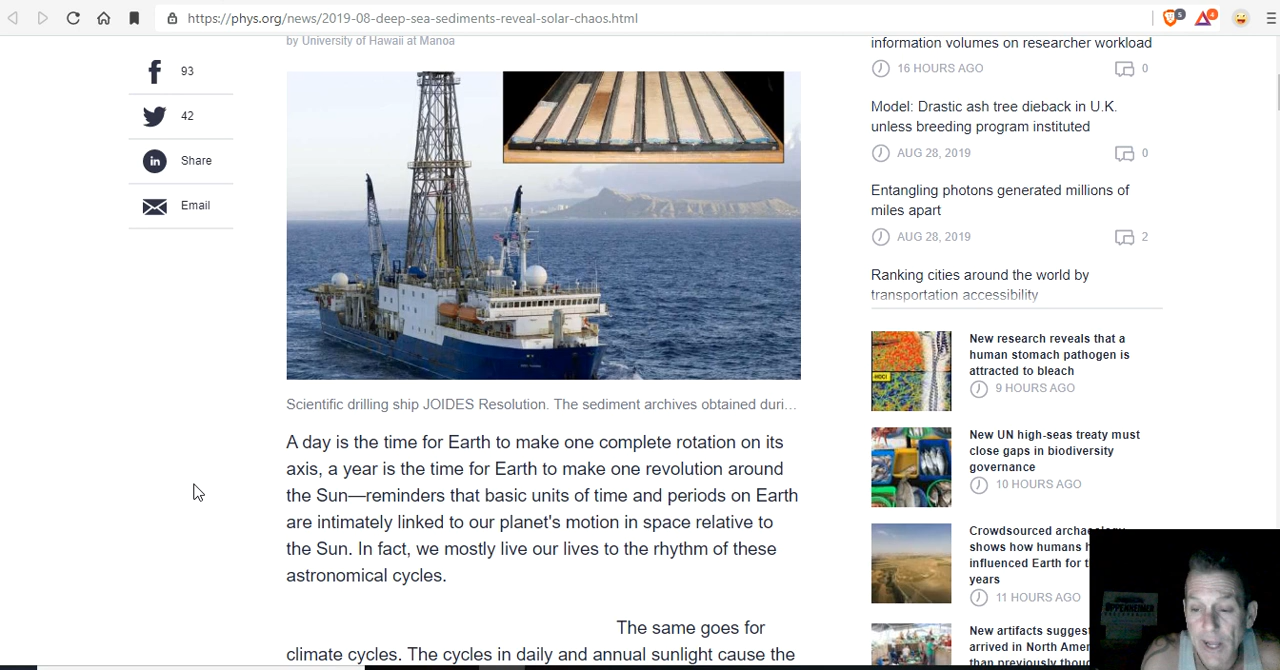 https://phys.org/news/2019-08-deep-sea-sediments-reveal-solar-chaos.html
5
4
by University of Hawaii at Manoa
93
42
Share
Email
Scientific drilling ship JOIDES Resolution. The sediment archives obtained duri...
A day is the time for Earth to make one complete rotation on its
axis, a year is the time for Earth to make one revolution around
the Sun—reminders that basic units of time and periods on Earth
are intimately linked to our planet's motion in space relative to
the Sun. In fact, we mostly live our lives to the rhythm of these
astronomical cycles.
The same goes for
climate cycles. The cycles in daily and annual sunlight cause the
information volumes on researcher workload
16 HOURS AGO
0
Model: Drastic ash tree dieback in U.K.
unless breeding program instituted
AUG 28, 2019
0
Entangling photons generated millions of
miles apart
AUG 28, 2019
2
Ranking cities around the world by
transportation accessibility
New research reveals that a
human stomach pathogen is
attracted to bleach
9 HOURS AGO
New UN high-seas treaty must
close gaps in biodiversity
governance
10 HOURS AGO
Crowdsourced archaeology
shows how humans h
influenced Earth for t
years
11 HOURS AGO
New artifacts suggest
arrived in North Amer
than previously thou